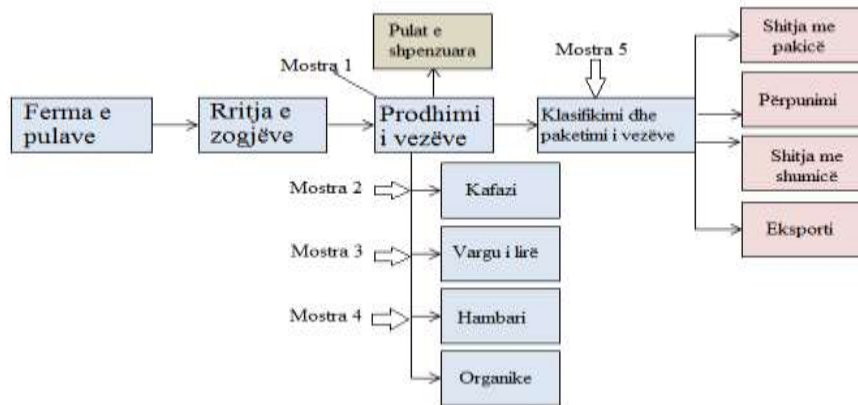 Pulat e
shpenzuara
Mostra 1
Mostra 5
Shitja me
pakicë
Ferma e
pulave
Rritja e
zogjëve
Prodhimi
i vezëve
Klasifikimi dhe
paketimi i vezëve
Përpunimi
Shitja me
shumicë
Eksporti
Mostra 2
Kafazi
Mostra 3
Vargu i lirë
Mostra 4
Hambari
Organike